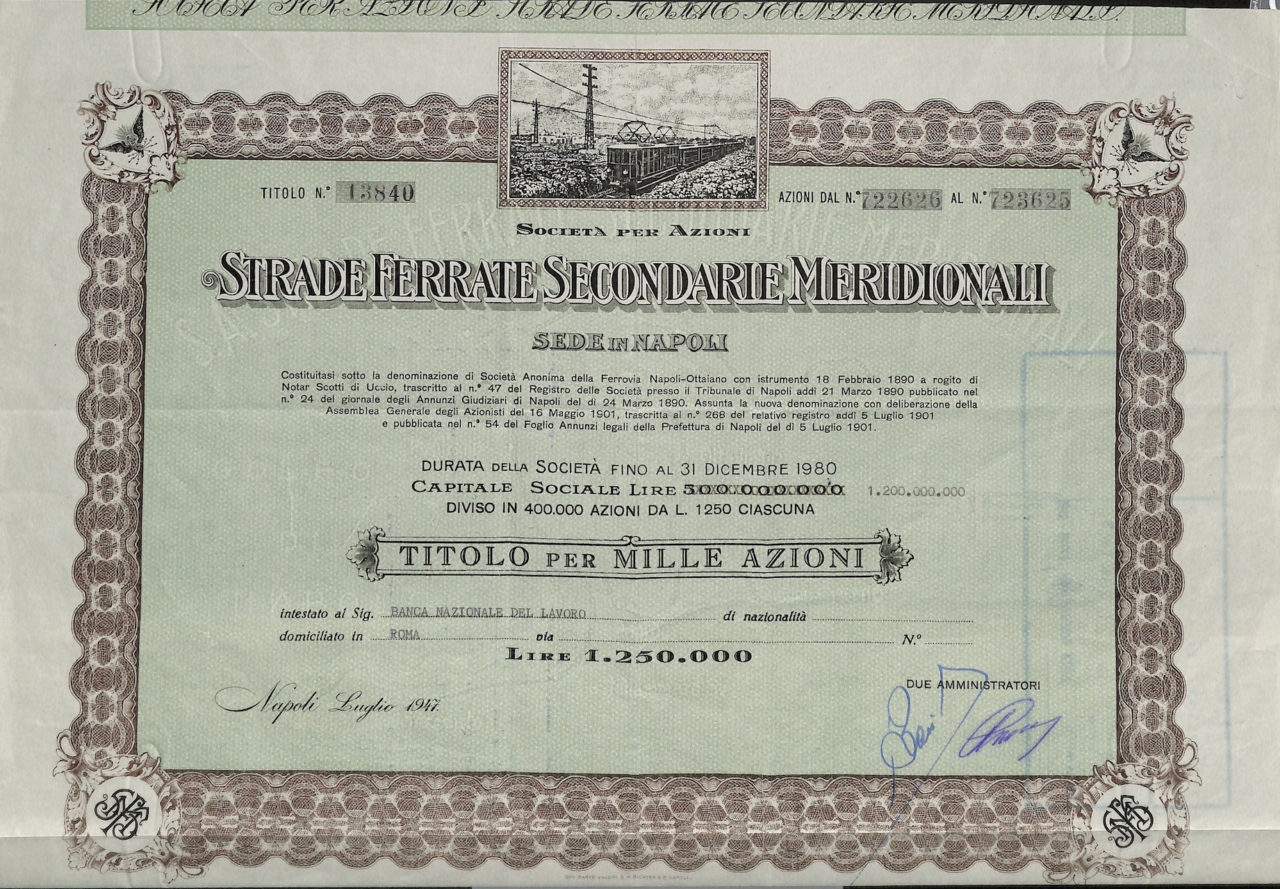 SOCIETÀ PER AZIONI STRADE FERRATE SECONDARIE MERIDIONALI
TITOLO N.° 13840
AZIONI DAL N.° 722626 AL N.° 723625
SOCIETÀ PER AZIONI
STRADE FERRATE SECONDARIE MERIDIONALI
SEDE IN NAPOLI
Costituitasi sotto la denominazione di Società Anonima della Ferrovia Napoli-Ottaiano con istrumento 18 Febbraio 1890 a rogito di
Notar Scotti di Uccio, trascritto al n.° 47 del Registro delle Società presso il Tribunale di Napoli addì 21 Marzo 1890 pubblicato nel
n.° 24 del giornale degli Annunzi Giudiziari di Napoli del dì 24 Marzo 1890. Assunta la nuova denominazione con deliberazione della
Assemblea Generale degli Azionisti del 16 Maggio 1901, trascritta al n.° 268 del relativo registro addì 5 Luglio 1901
e pubblicata nel n.° 54 del Foglio Annunzi legali della Prefettura di Napoli del dì 5 Luglio 1901.
DURATA DELLA SOCIETÀ FINO AL 31 DICEMBRE 1980
CAPITALE SOCIALE LIRE 500.000.000 1.200.000.000
DIVISO IN 400.000 AZIONI DA L. 1250 CIASCUNA
TITOLO PER MILLE AZIONI
intestato al Sig. BANCA NAZIONALE DEL LAVORO di nazionalità
domiciliato in ROMA via N.°
LIRE 1.250.000
Napoli Luglio 1947.
DUE AMMINISTRATORI